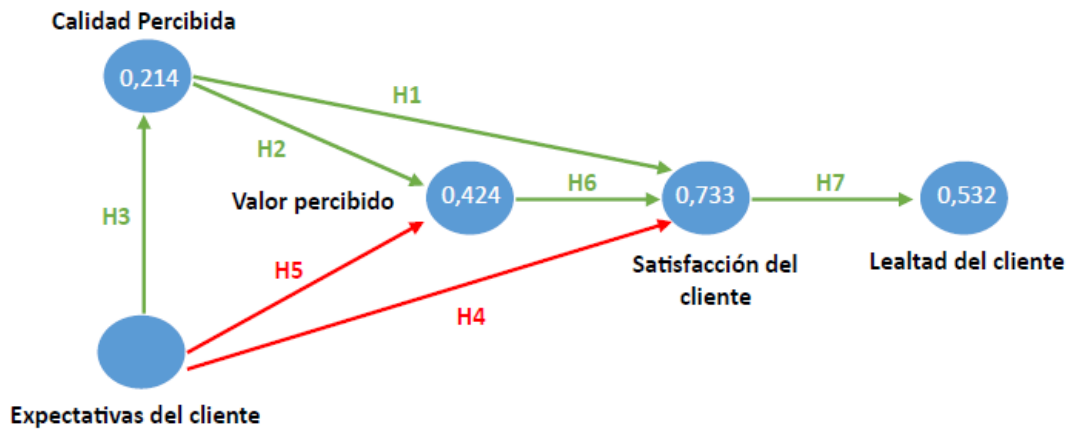 Calidad Percibida
0,214
H1
H2
Valor percibido
0,424
H6
0,733
H7
0,532
H3
H5
Satisfacción del
cliente
Lealtad del cliente
H4
Expectativas del cliente